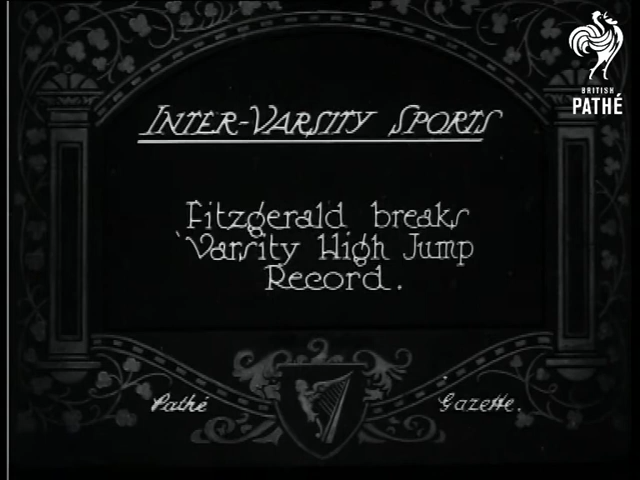 BRITISH
PATHÉ
INTER-VARSITY SPORTS
Fitzgerald breaks
'Varsity High Jump
Record.
Pathé Gazette.